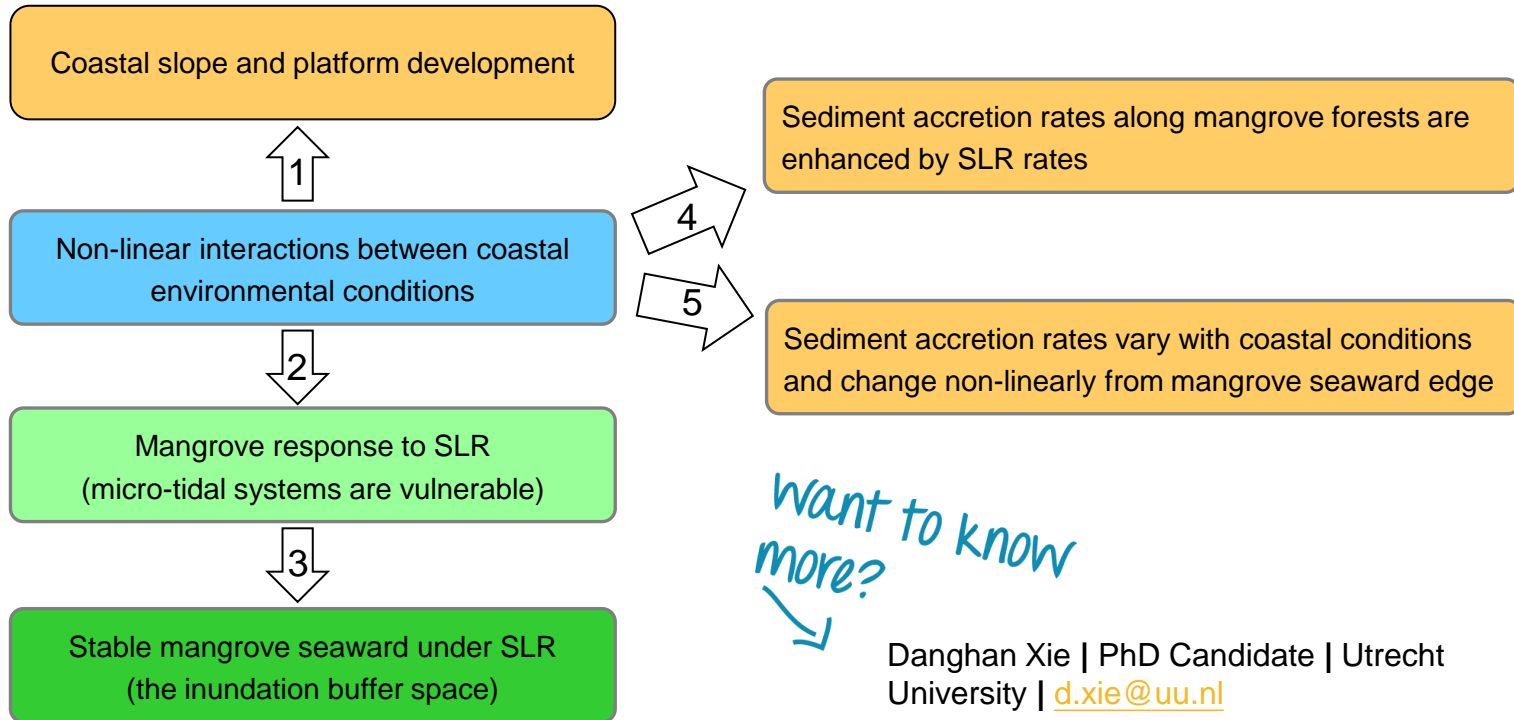 Coastal slope and platform development
1
Non-linear interactions between coastal
environmental conditions
2
Mangrove response to SLR
(micro-tidal systems are vulnerable)
3
Stable mangrove seaward under SLR
(the inundation buffer space)
4
Sediment accretion rates along mangrove forests are
enhanced by SLR rates
5
Sediment accretion rates vary with coastal conditions
and change non-linearly from mangrove seaward edge
want to know
more?
Danghan Xie | PhD Candidate | Utrecht
University | d.xie@uu.nl